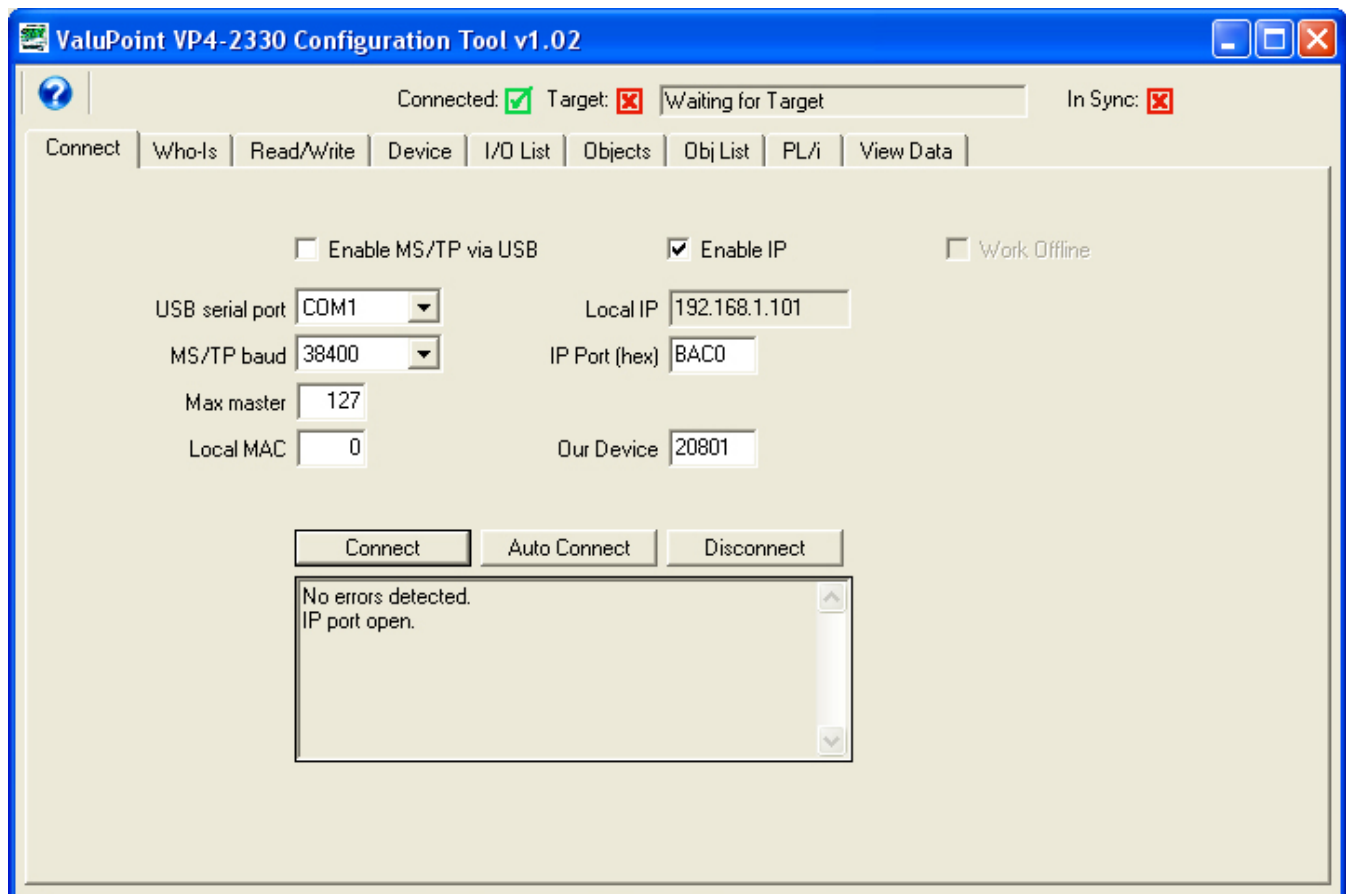 ValuPoint VP4-2330 Configuration Tool v1.02
Connected: Target: Waiting for Target In Sync:
Connect Who-Is Read/Write Device I/O List Objects Obj List PL/i View Data
Enable MS/TP via USB Enable IP Work Offline
USB serial port COM1 Local IP 192.168.1.101
MS/TP baud 38400 IP Port (hex) BAC0
Max master 127
Local MAC 0 Our Device 20801
Connect Auto Connect Disconnect
No errors detected.
IP port open.